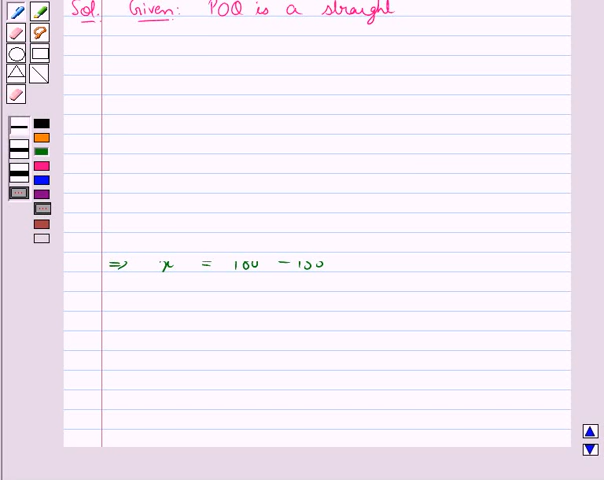 Sol. Given: POQ is a straight
⇒ x = 180 - 130